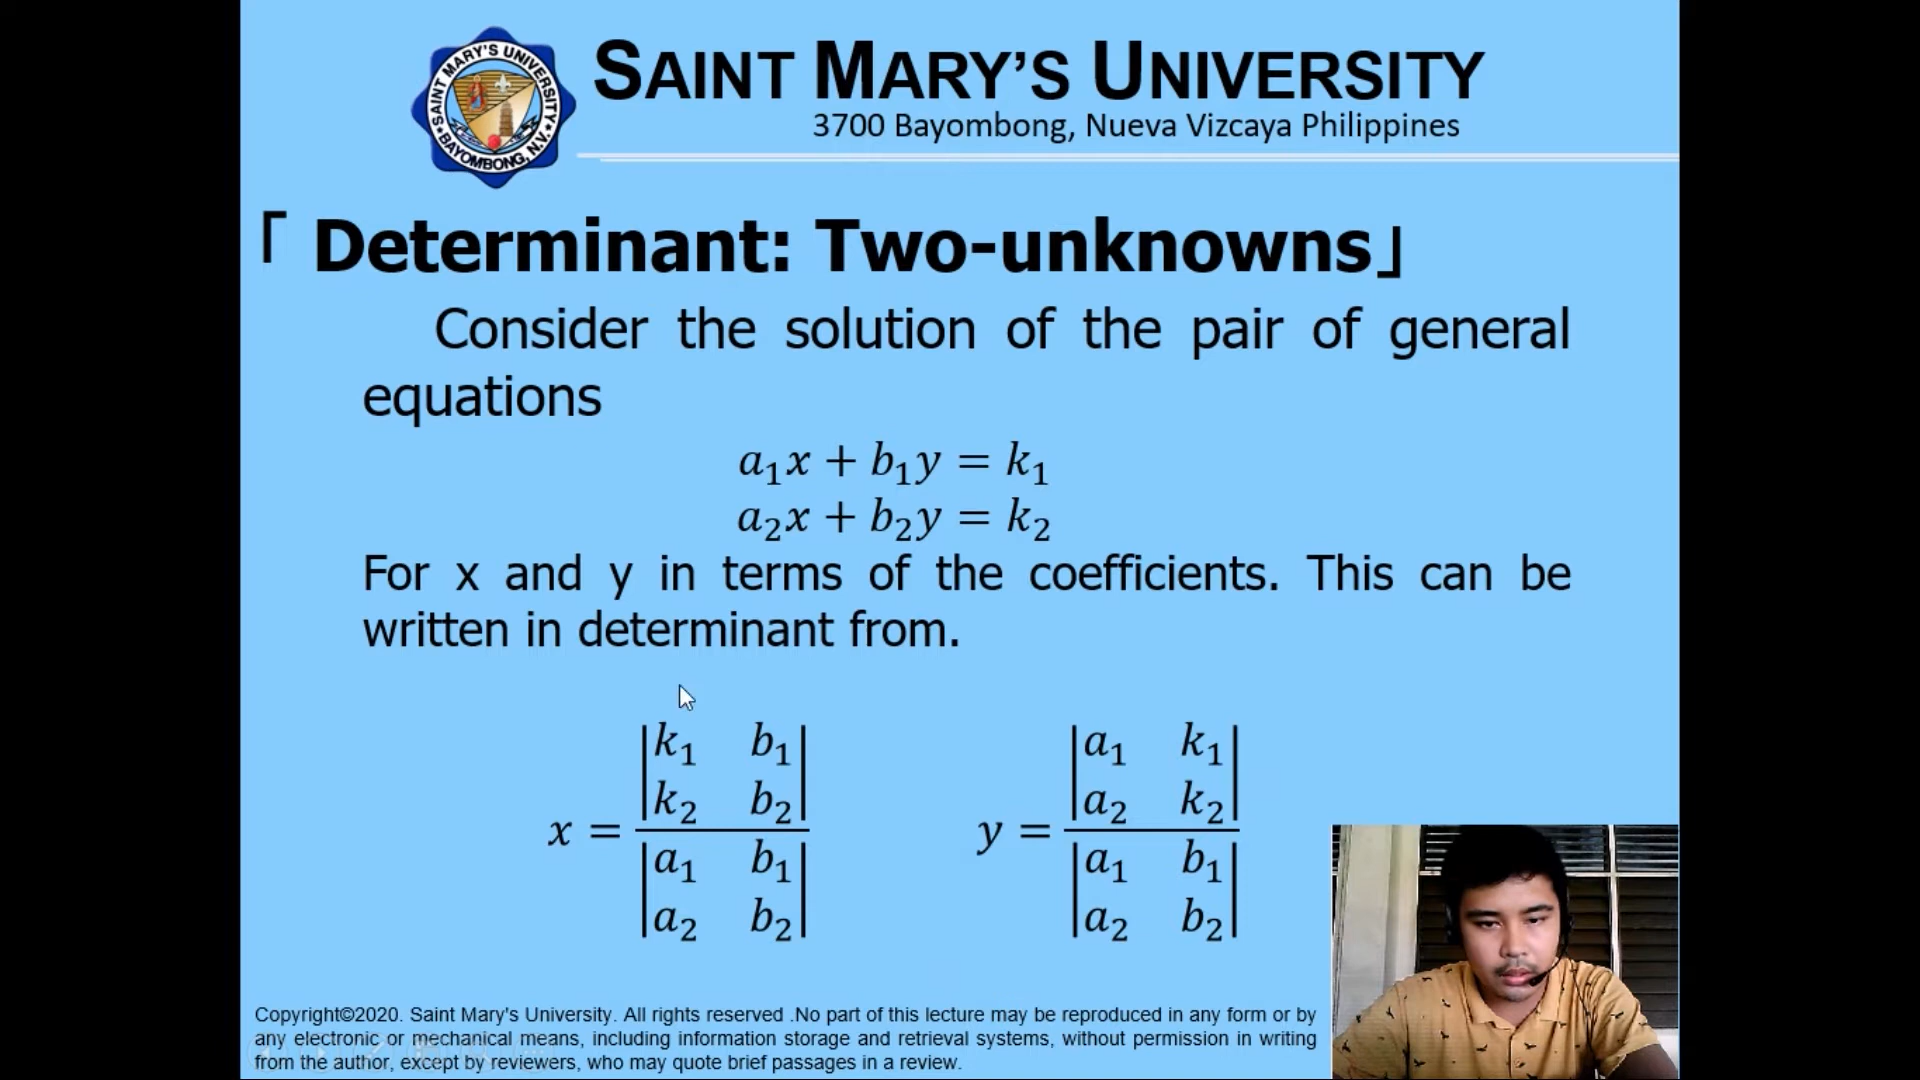 SAINT MARY'S UNIVERSITY
SAINT MARY'S UNIVERSITY
BAYOMBONG, N.V.
3700 Bayombong, Nueva Vizcaya Philippines
「 Determinant: Two-unknowns」
Consider the solution of the pair of general
equations
a₁x + b₁y = k₁
a₂x + b₂y = k₂
For x and y in terms of the coefficients. This can be
written in determinant from.
x = |k₁ b₁| |k₂ b₂| / |a₁ b₁| |a₂ b₂|
y = |a₁ k₁| |a₂ k₂| / |a₁ b₁| |a₂ b₂|
Copyright©2020. Saint Mary's University. All rights reserved .No part of this lecture may be reproduced in any form or by
any electronic or mechanical means, including information storage and retrieval systems, without permission in writing
from the author, except by reviewers, who may quote brief passages in a review.